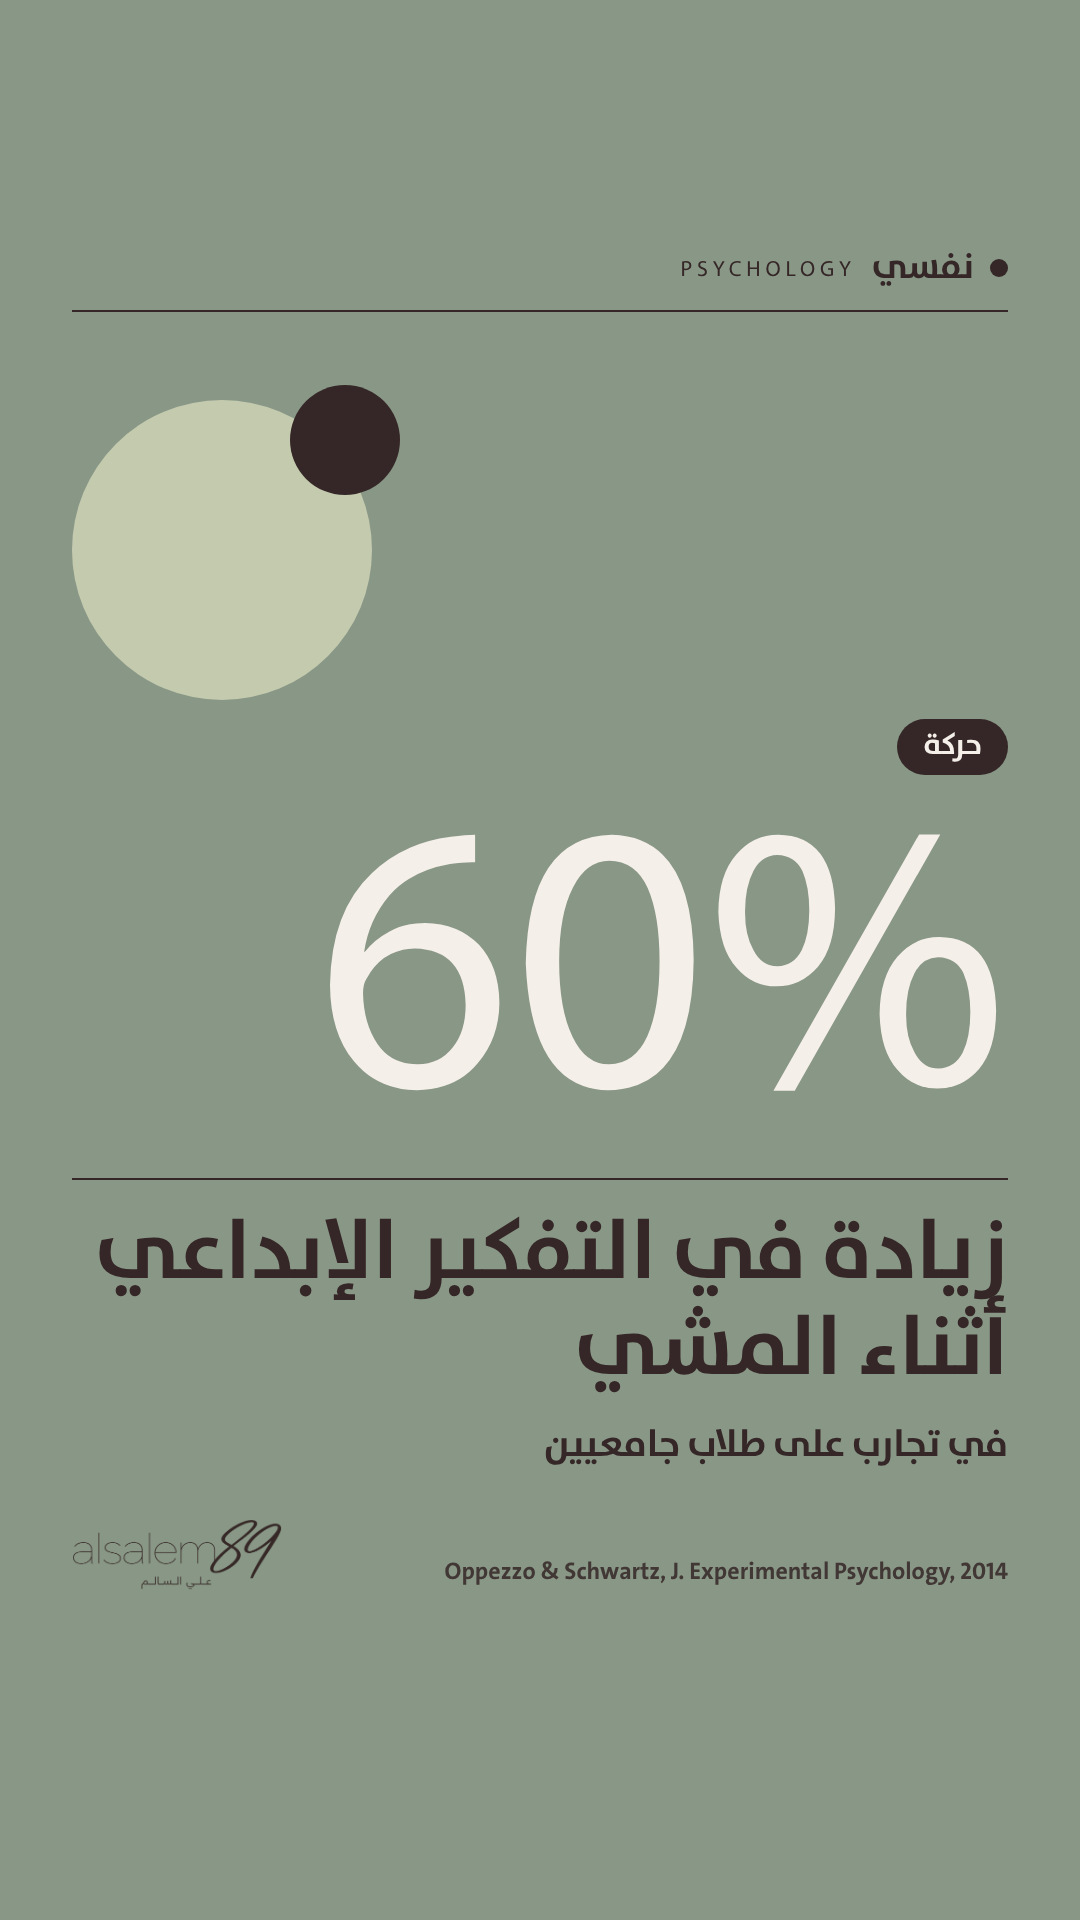 نفسي PSYCHOLOGY
حركة
60%
زيادة في التفكير الإبداعي
أثناء المشي
في تجارب على طلاب جامعيين
Oppezzo & Schwartz, J. Experimental Psychology, 2014
alsalem89
علي السالم